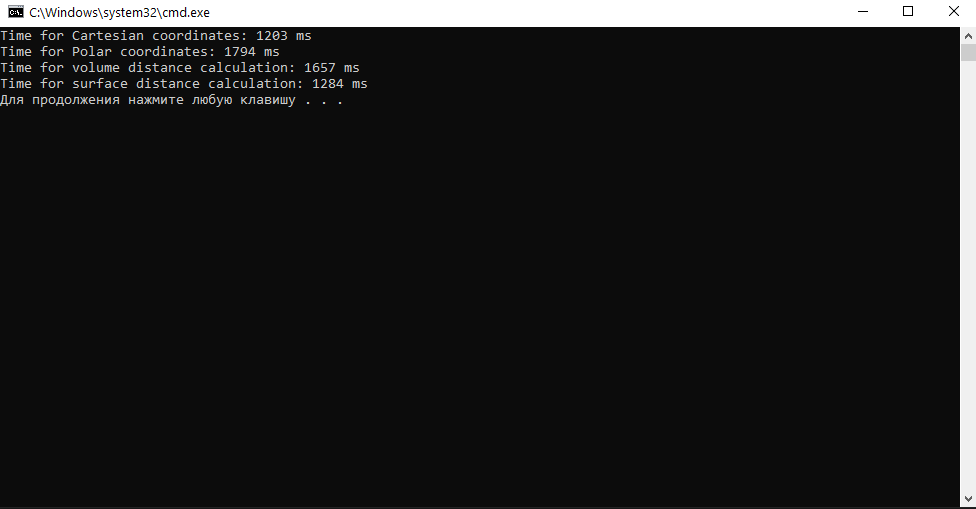 C:\Windows\system32\cmd.exe
Time for Cartesian coordinates: 1203 ms
Time for Polar coordinates: 1794 ms
Time for volume distance calculation: 1657 ms
Time for surface distance calculation: 1284 ms
Для продолжения нажмите любую клавишу . . .